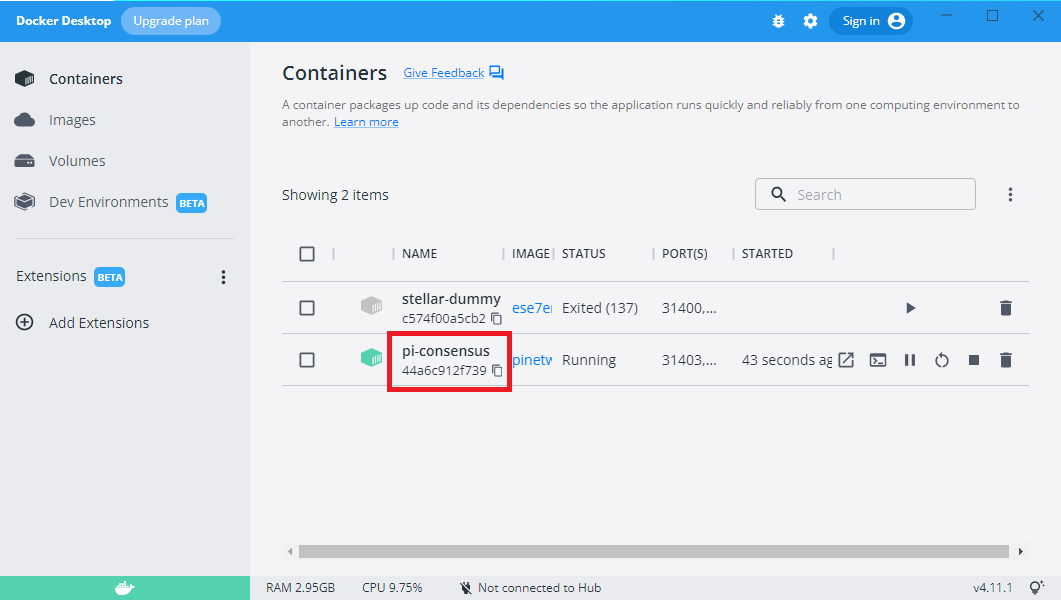 Docker Desktop Upgrade plan Sign in
Containers
Images
Volumes
Dev Environments BETA
Extensions BETA
Add Extensions
Containers Give Feedback
A container packages up code and its dependencies so the application runs quickly and reliably from one computing environment to
another. Learn more
Showing 2 items Search
NAME IMAGE STATUS PORT(S) STARTED
stellar-dummy
c574f00a5cb2 ese7e Exited (137) 31400,...
pi-consensus
44a6c912f739 pinetw Running 31403,... 43 seconds ag
RAM 2.95GB CPU 9.75% Not connected to Hub v4.11.1